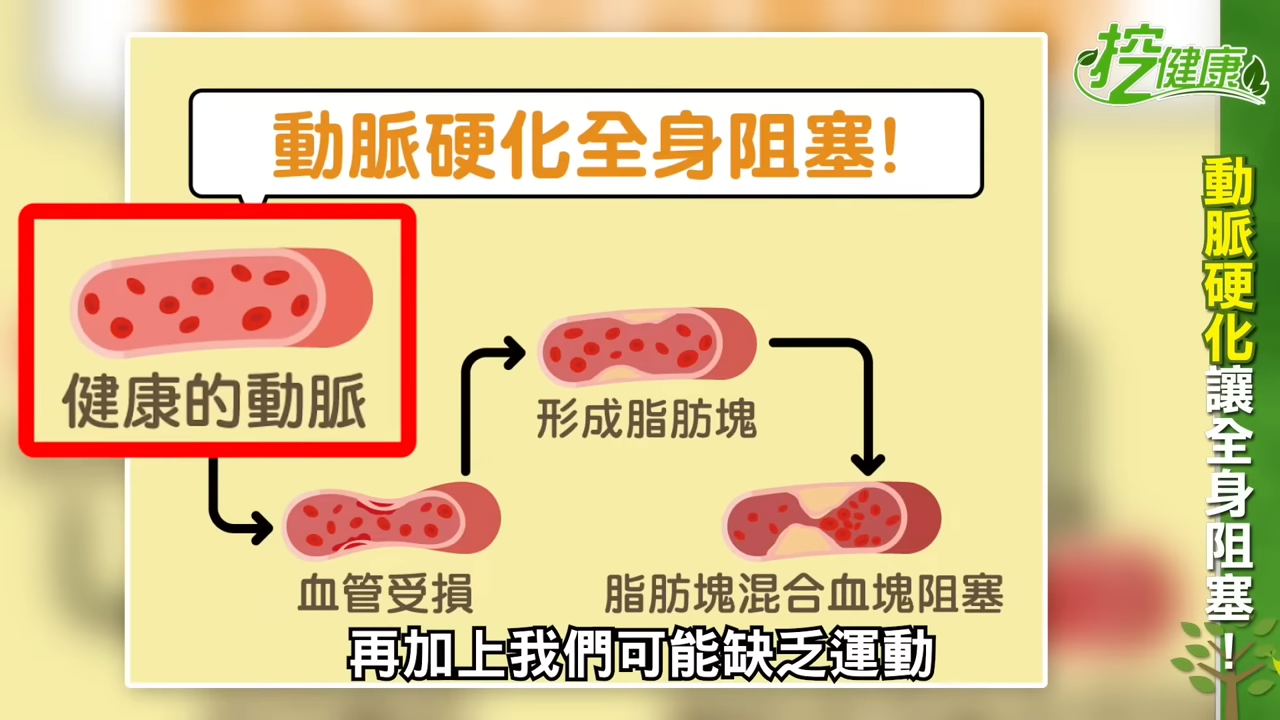 挖健康
動脈硬化全身阻塞!
健康的動脈
形成脂肪塊
血管受損
脂肪塊混合血塊阻塞
再加上我們可能缺乏運動
動脈硬化讓全身阻塞！